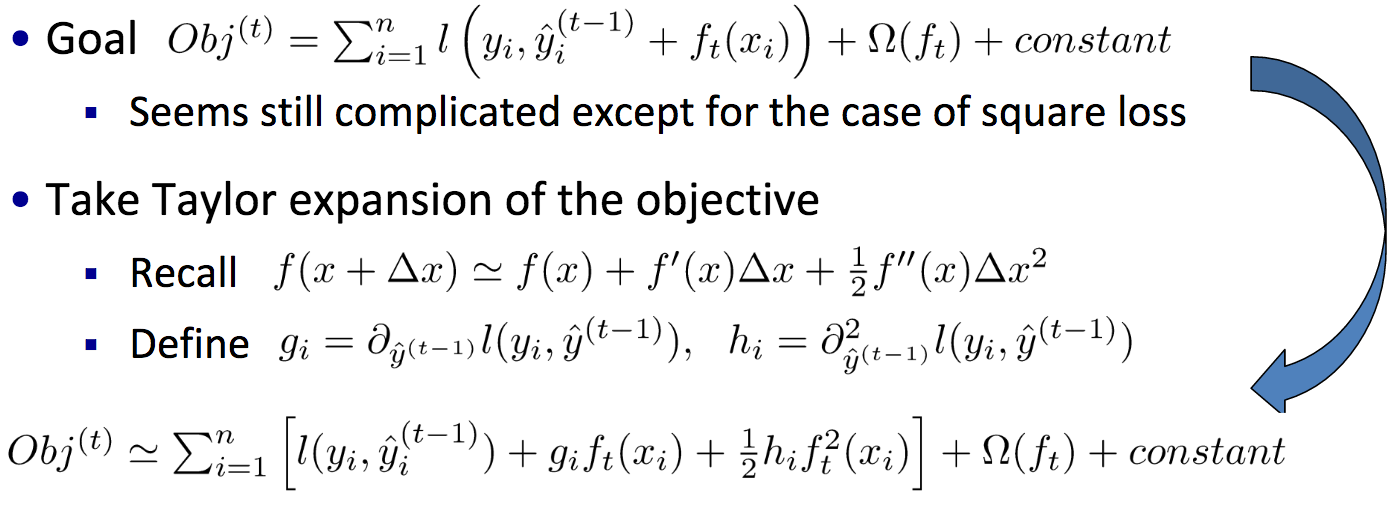 • Goal $Obj^{(t)} = \sum_{i=1}^{n} l\left(y_i, \hat{y}_i^{(t-1)} + f_t(x_i)\right) + \Omega(f_t) + constant$
▪ Seems still complicated except for the case of square loss
• Take Taylor expansion of the objective
▪ Recall $f(x + \Delta x) \simeq f(x) + f'(x)\Delta x + \frac{1}{2} f''(x)\Delta x^2$
▪ Define $g_i = \partial_{\hat{y}^{(t-1)}} l(y_i, \hat{y}^{(t-1)}), \ \ h_i = \partial^2_{\hat{y}^{(t-1)}} l(y_i, \hat{y}^{(t-1)})$
$Obj^{(t)} \simeq \sum_{i=1}^{n} \left[ l(y_i, \hat{y}_i^{(t-1)}) + g_i f_t(x_i) + \frac{1}{2} h_i f_t^2(x_i) \right] + \Omega(f_t) + constant$